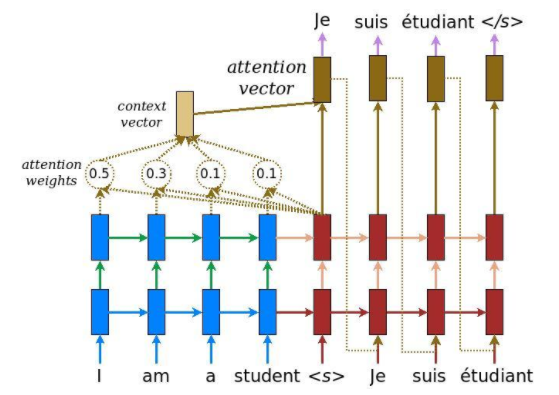 Je suis étudiant </s>
attention
vector
context
vector
attention
weights
0.5 0.3 0.1 0.1
I am a student <s> Je suis étudiant